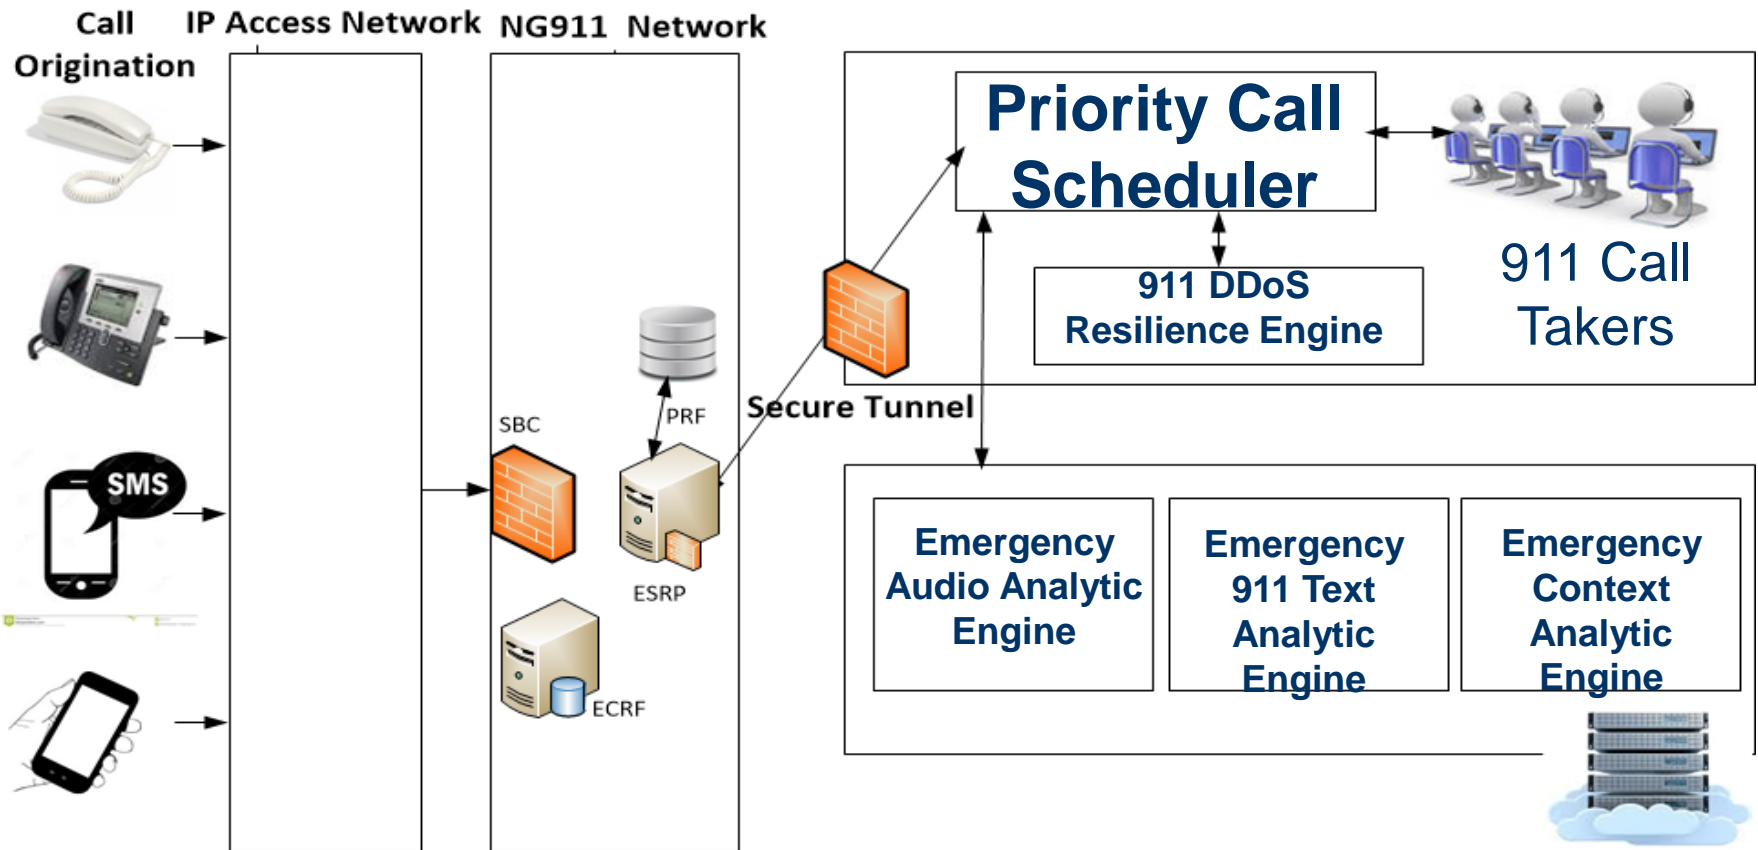 Call
Origination
IP Access Network
NG911 Network
SMS
SBC
PRF
ESRP
ECRF
Secure Tunnel
Priority Call
Scheduler
911 DDoS
Resilience Engine
911 Call
Takers
Emergency
Audio Analytic
Engine
Emergency
911 Text
Analytic
Engine
Emergency
Context
Analytic
Engine